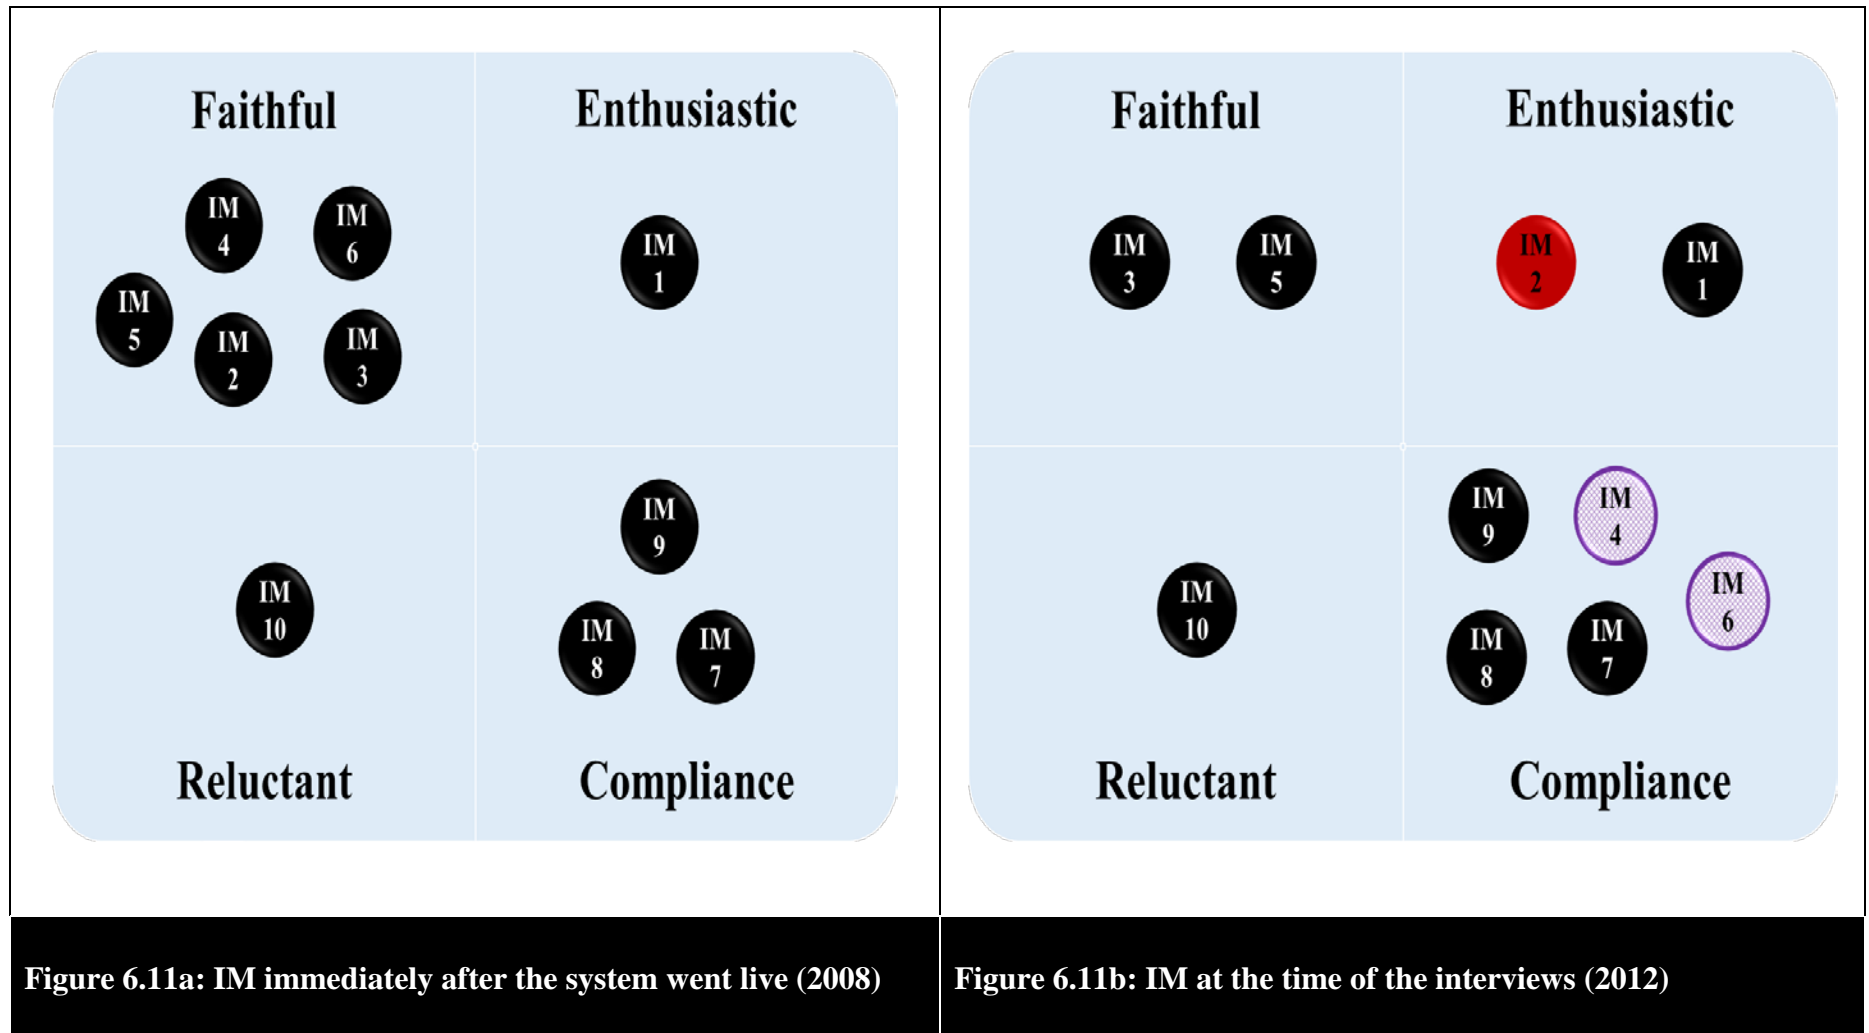 Faithful
Enthusiastic
IM
4
IM
6
IM
5
IM
2
IM
3
IM
1
Reluctant
Compliance
IM
10
IM
9
IM
8
IM
7
Figure 6.11a: IM immediately after the system went live (2008)
Faithful
Enthusiastic
IM
3
IM
5
IM
2
IM
1
IM
10
IM
9
IM
4
IM
6
IM
8
IM
7
Reluctant
Compliance
Figure 6.11b: IM at the time of the interviews (2012)